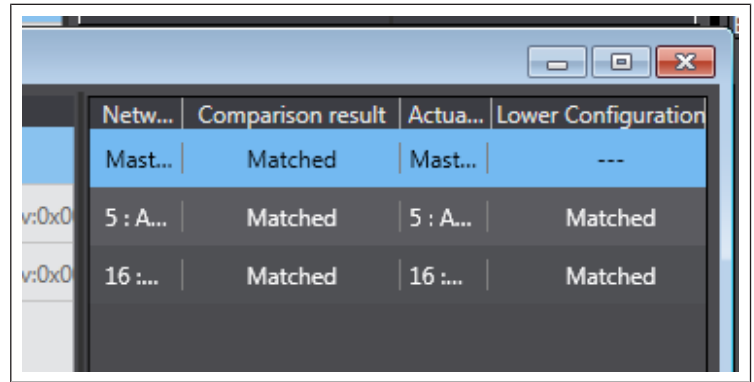 Netw... Comparison result Actua... Lower Configuration
Mast... Matched Mast... ---
v:0x0 5 : A... Matched 5 : A... Matched
v:0x0 16 :... Matched 16 :... Matched